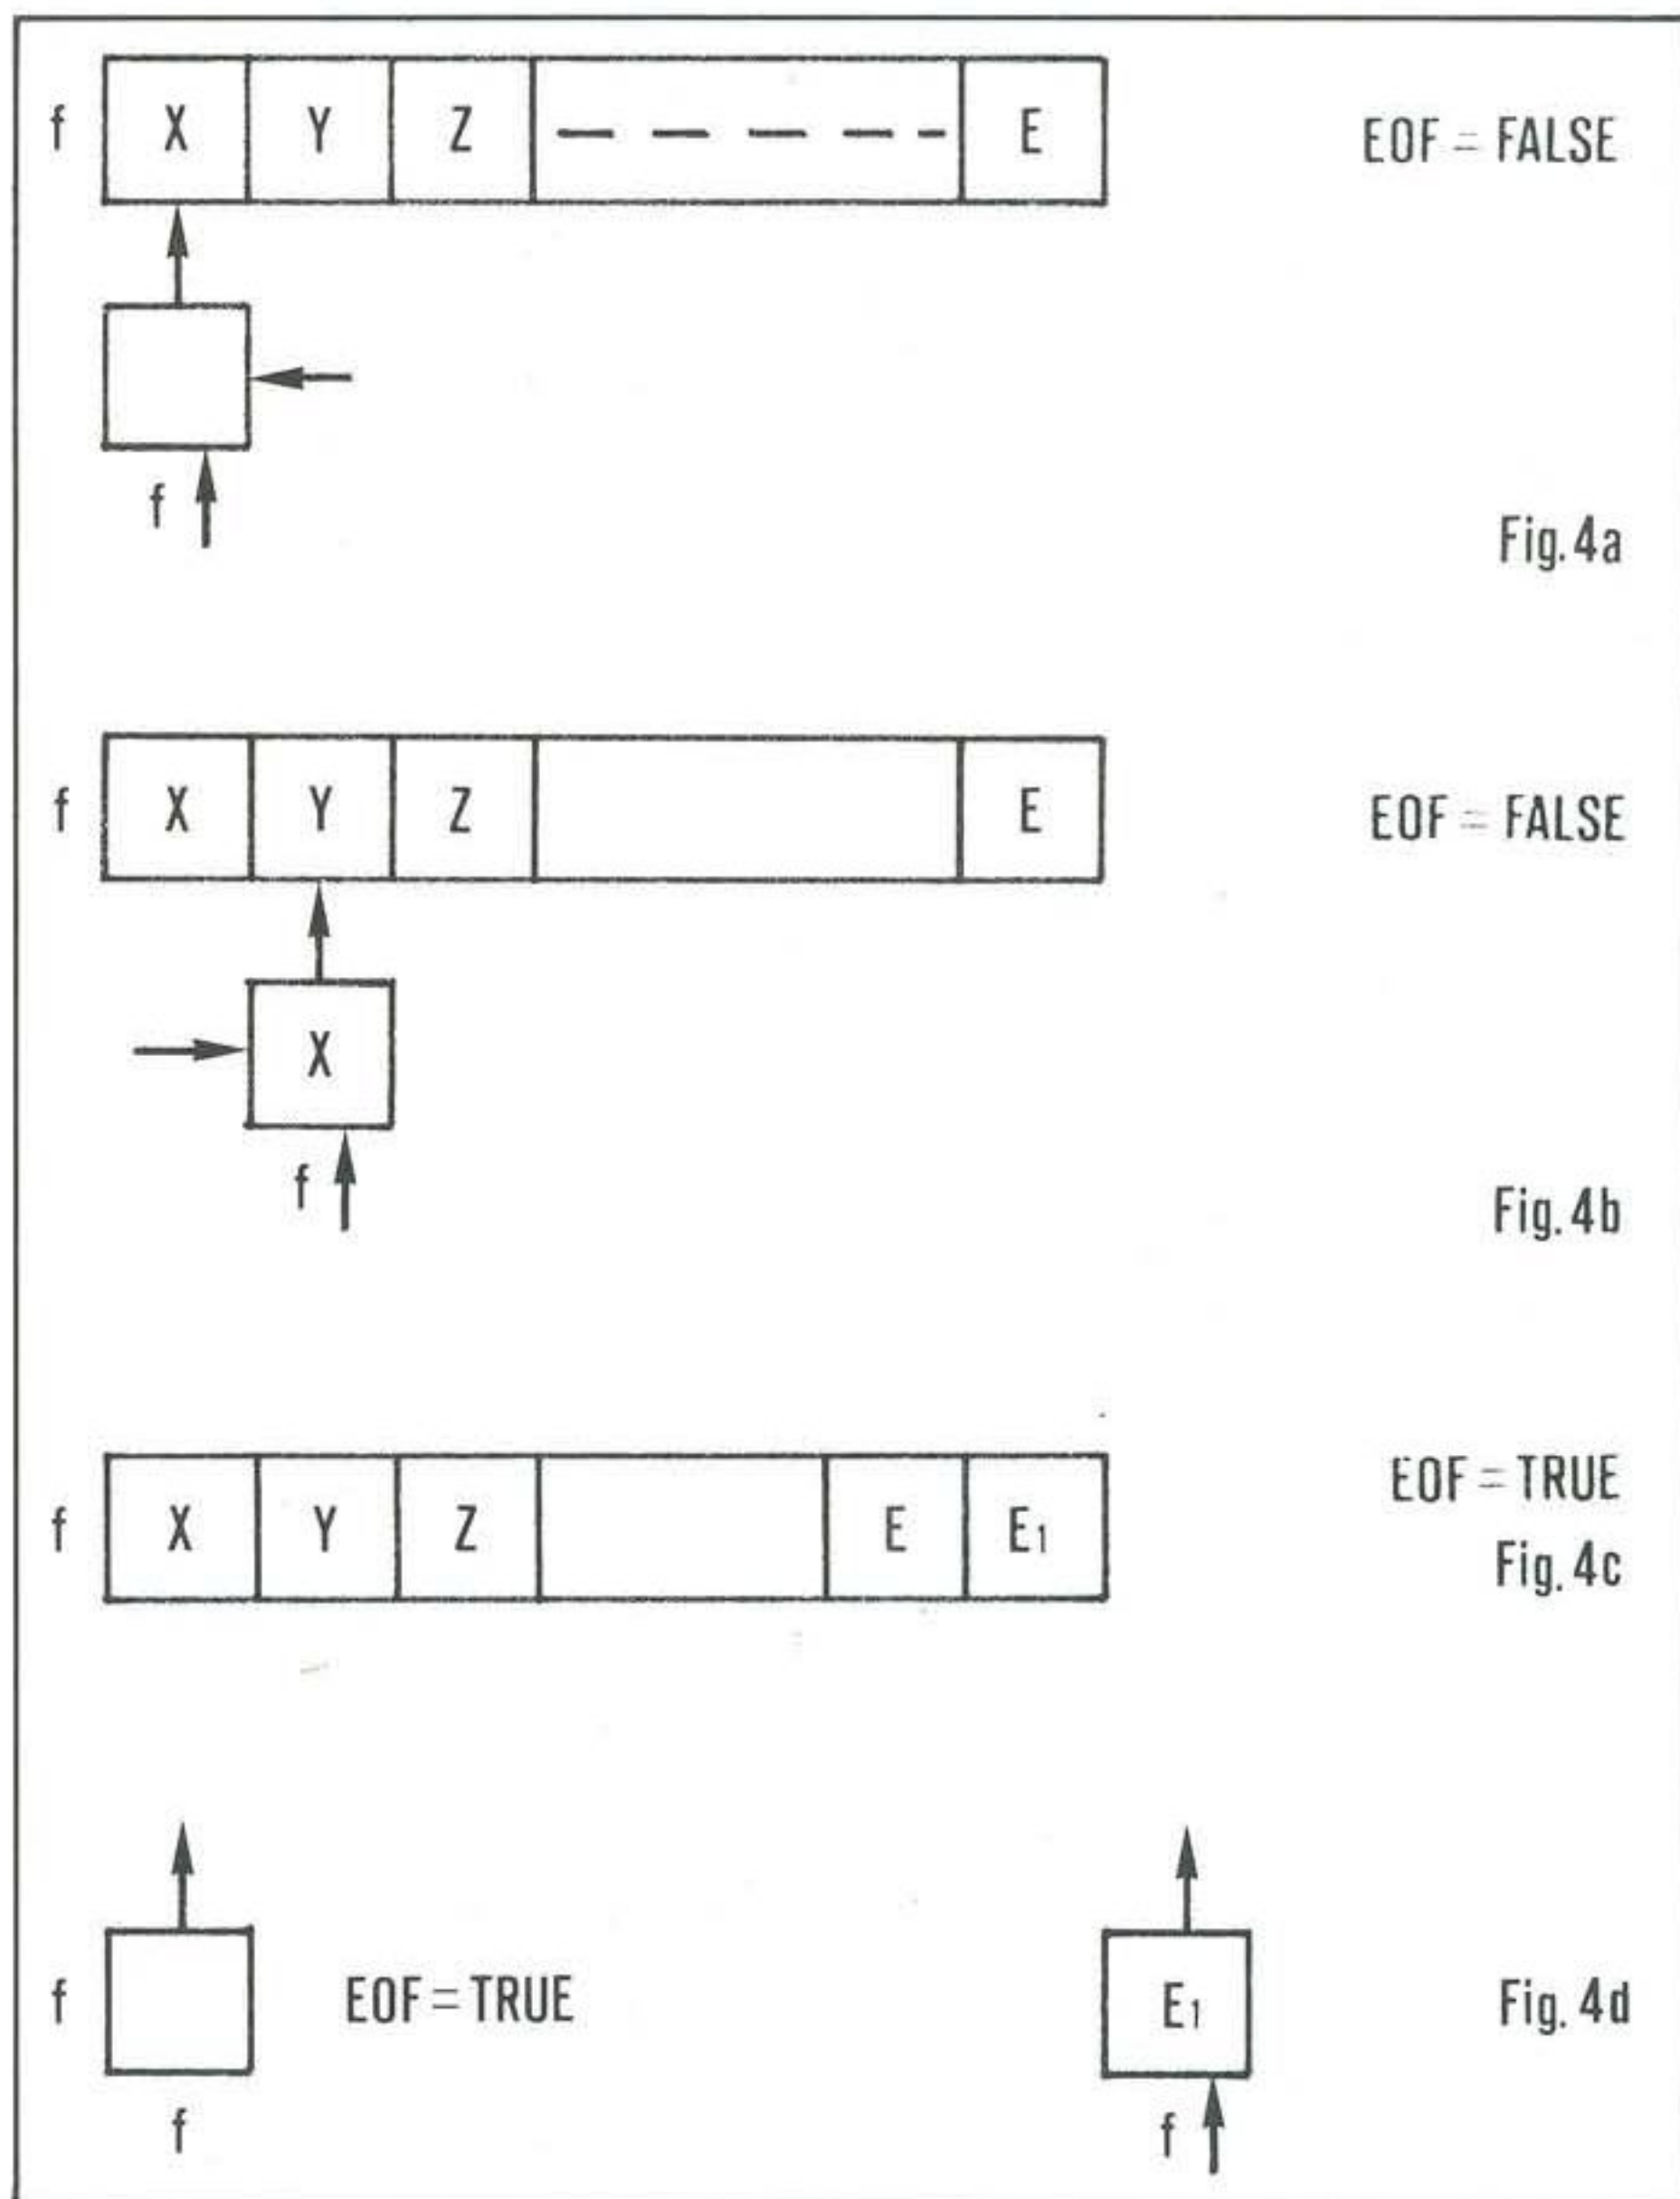 f X Y Z E EOF = FALSE
f
Fig. 4a
f X Y Z E EOF = FALSE
X
f
Fig. 4b
f X Y Z E E1 EOF = TRUE
Fig. 4c
f EOF = TRUE E1 Fig. 4d
f f